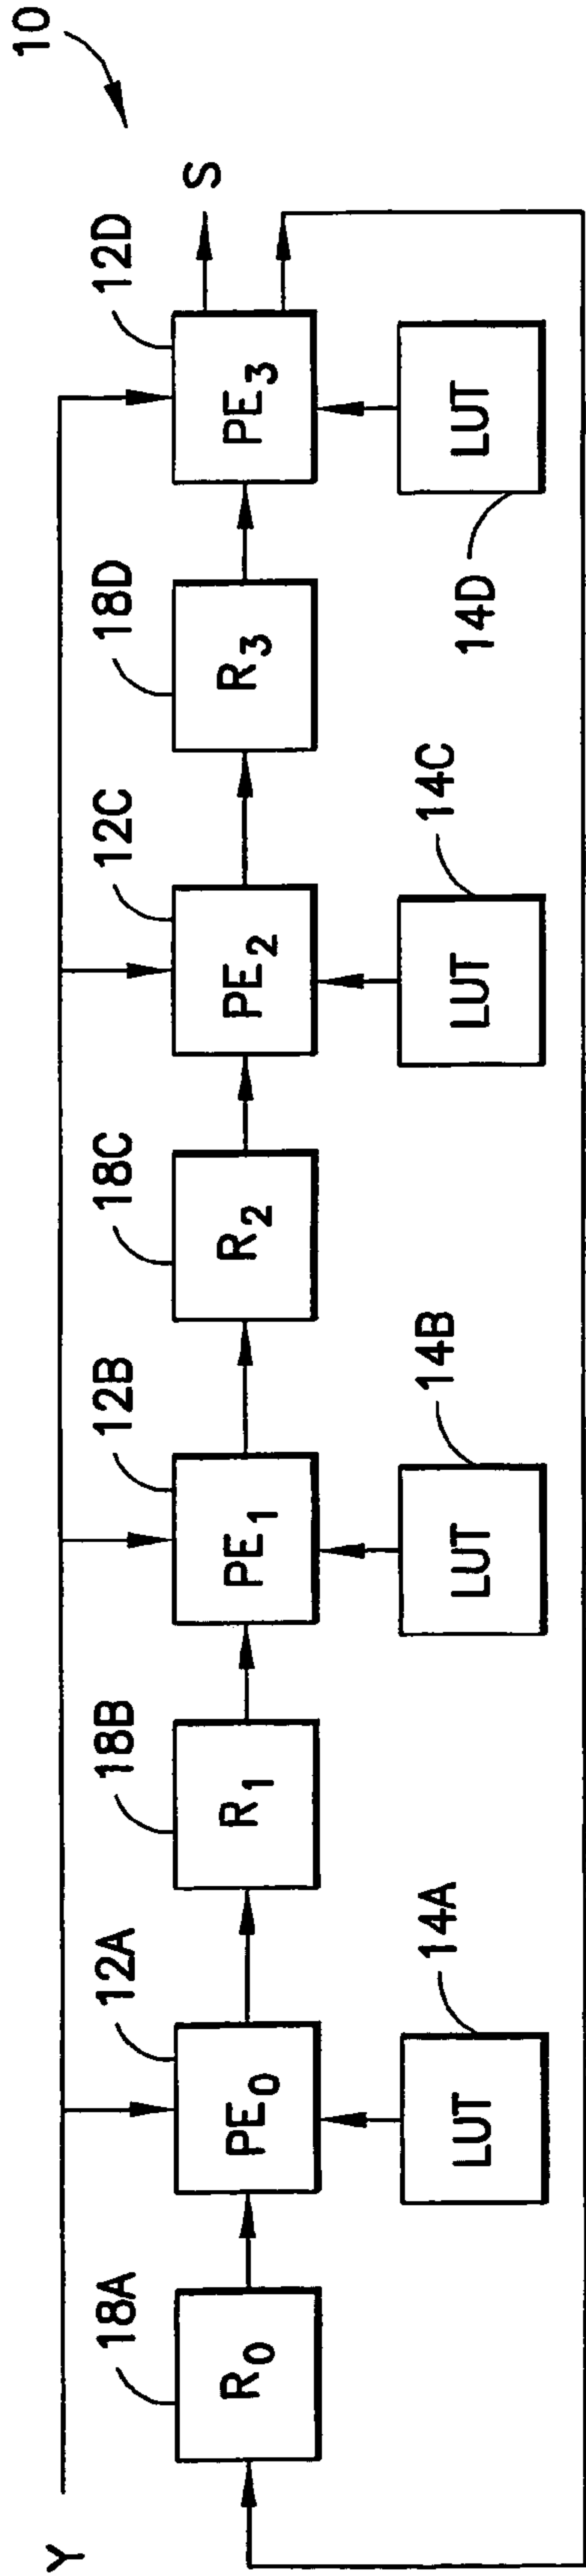 10
Y
S
18A
12A
18B
12B
18C
12C
18D
12D
R0
PE0
R1
PE1
R2
PE2
R3
PE3
LUT
LUT
LUT
LUT
14A
14B
14C
14D